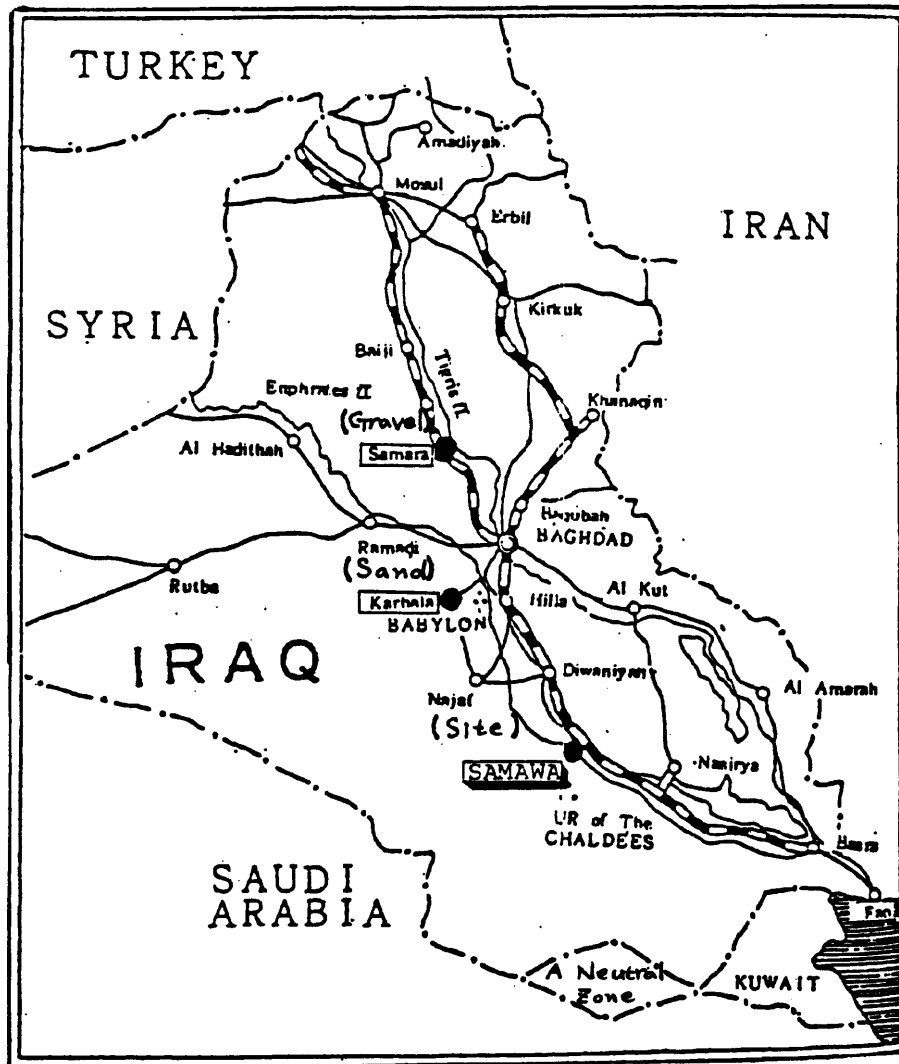 TURKEY
Amadiyah
Mosul
Erbil
IRAN
SYRIA
Kirkuk
Baiji
Tigris
Khanaqin
(Gravel)
Al Hadithah
Samara
Baqubah
BAGHDAD
Ramadi
(Sand)
Rutba
Al Kut
Hilla
Karbala
BABYLON
IRAQ
Diwaniyah
Najaf
Al Amarah
(Site)
SAMAWA
Nasirya
UR of The
CHALDEES
Basra
SAUDI
ARABIA
Fao
A Neutral
Zone
KUWAIT